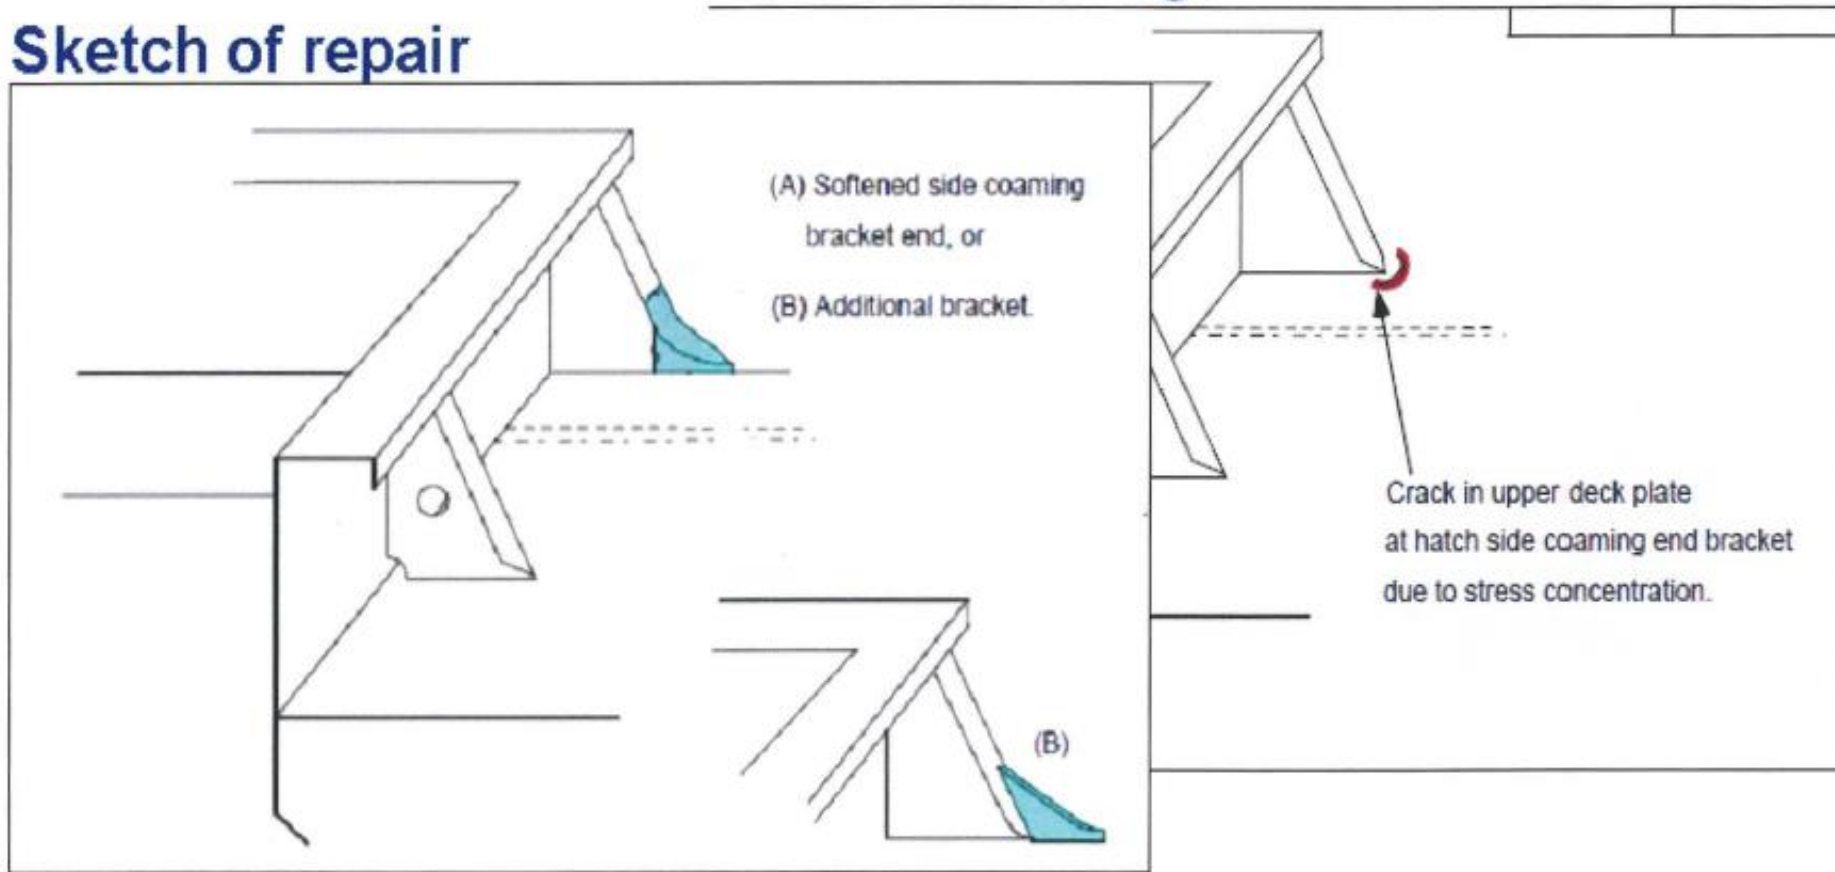 Sketch of repair
(A) Softened side coaming
bracket end, or
(B) Additional bracket.
(B)
Crack in upper deck plate
at hatch side coaming end bracket
due to stress concentration.